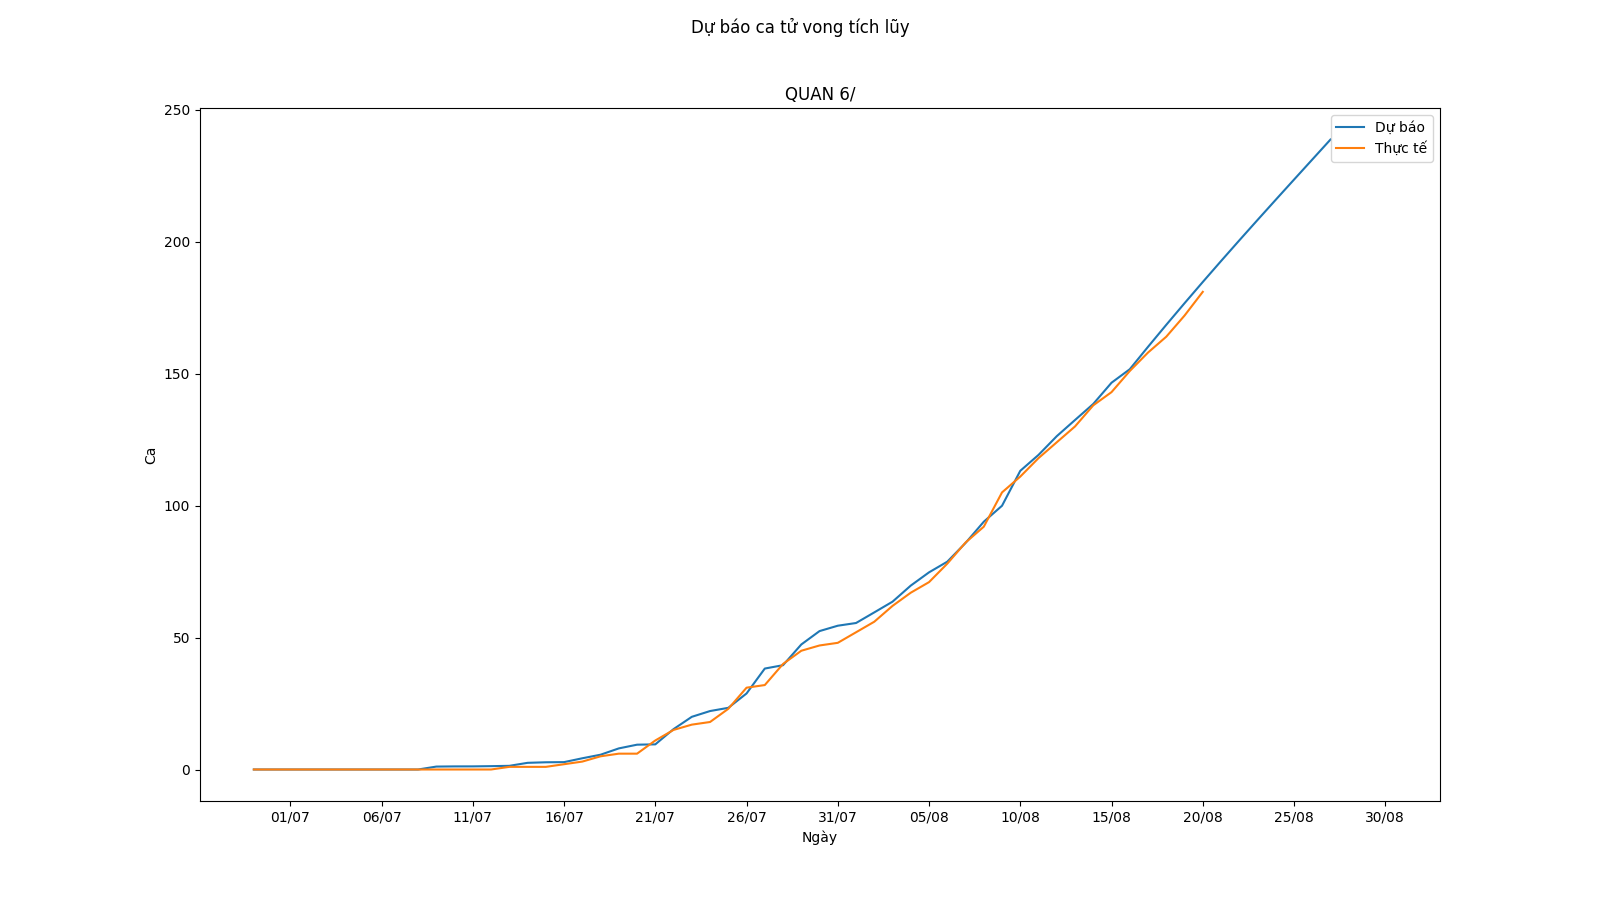 Dự báo ca tử vong tích lũy
QUAN 6/
250
200
150
100
50
0
Ca
Dự báo
Thực tế
01/07 06/07 11/07 16/07 21/07 26/07 31/07 05/08 10/08 15/08 20/08 25/08 30/08
Ngày